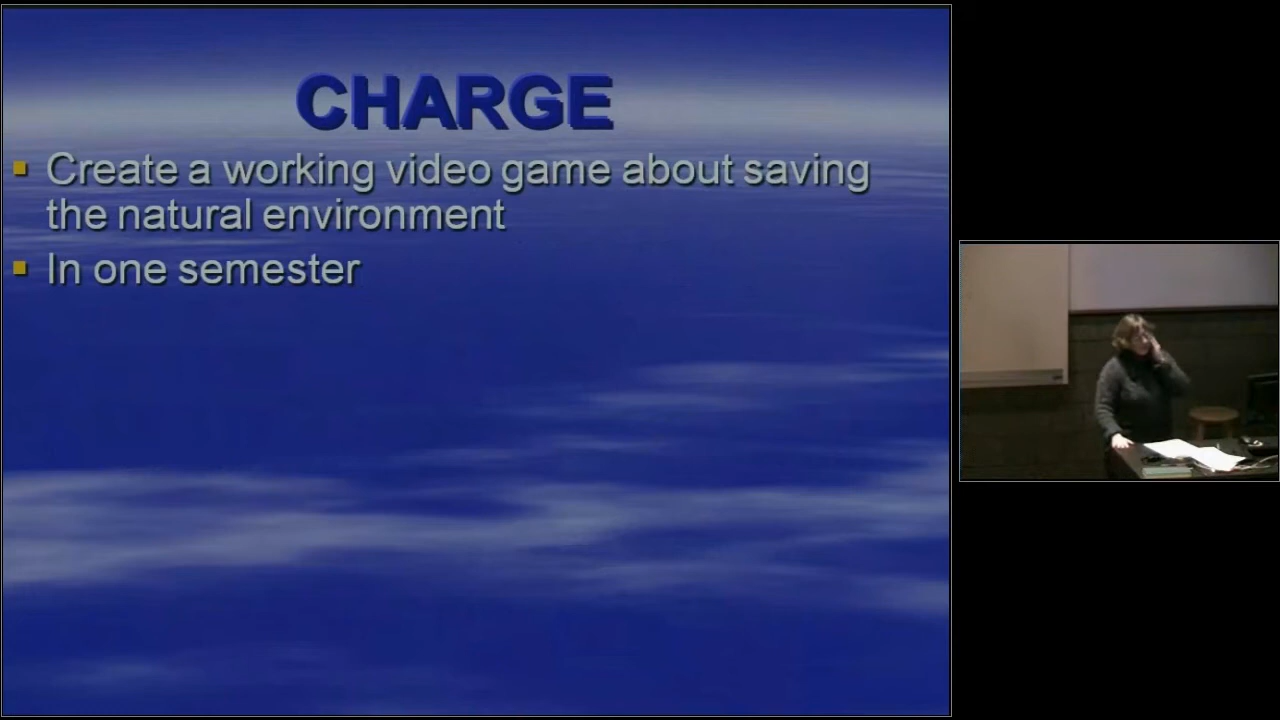 CHARGE
Create a working video game about saving
the natural environment
In one semester